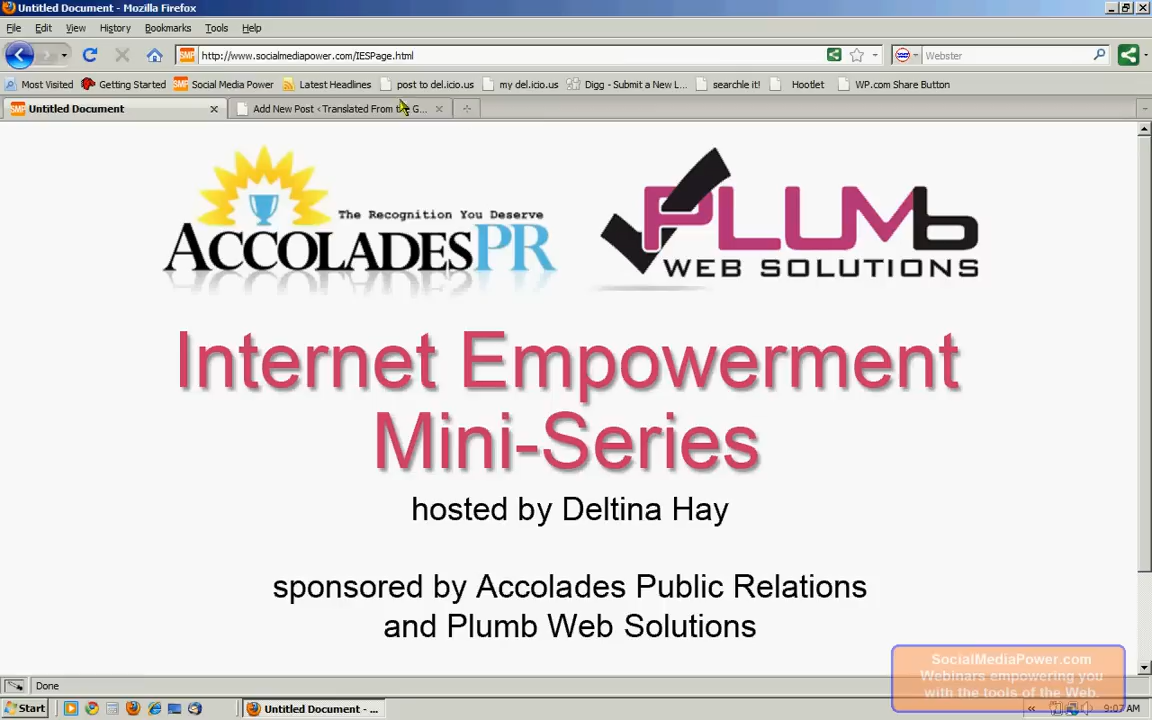 Untitled Document - Mozilla Firefox
File Edit View History Bookmarks Tools Help
SMP http://www.socialmediapower.com/IESPage.html Webster
Most Visited Getting Started SMP Social Media Power Latest Headlines post to del.icio.us my del.icio.us Digg - Submit a New L... searchle it! Hootlet WP.com Share Button
SMP Untitled Document Add New Post ‹ Translated From G...
The Recognition You Deserve
ACCOLADESPR
PLUMb
WEB SOLUTIONS
Internet Empowerment
Mini-Series
hosted by Deltina Hay
sponsored by Accolades Public Relations
and Plumb Web Solutions
SocialMediaPower.com
Webinars empowering you
with the tools of the Web.
Done
Start Untitled Document - ... « 9:07 AM